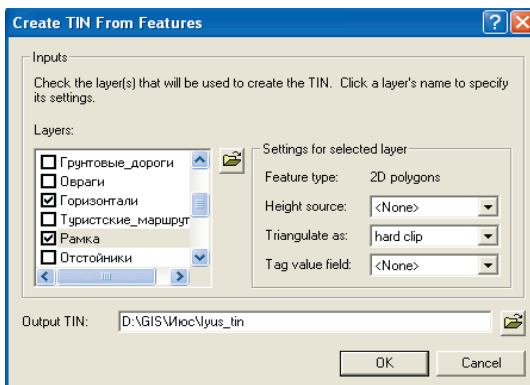 Create TIN From Features
Inputs
Check the layer(s) that will be used to create the TIN. Click a layer's name to specify
its settings.
Layers:
Грунтовые_дороги
Овраги
Горизонтали
Туристские_маршрут
Рамка
Отстойники
Settings for selected layer
Feature type: 2D polygons
Height source: <None>
Triangulate as: hard clip
Tag value field: <None>
Output TIN: D:\GIS\Июс\Iyus_tin
OK Cancel